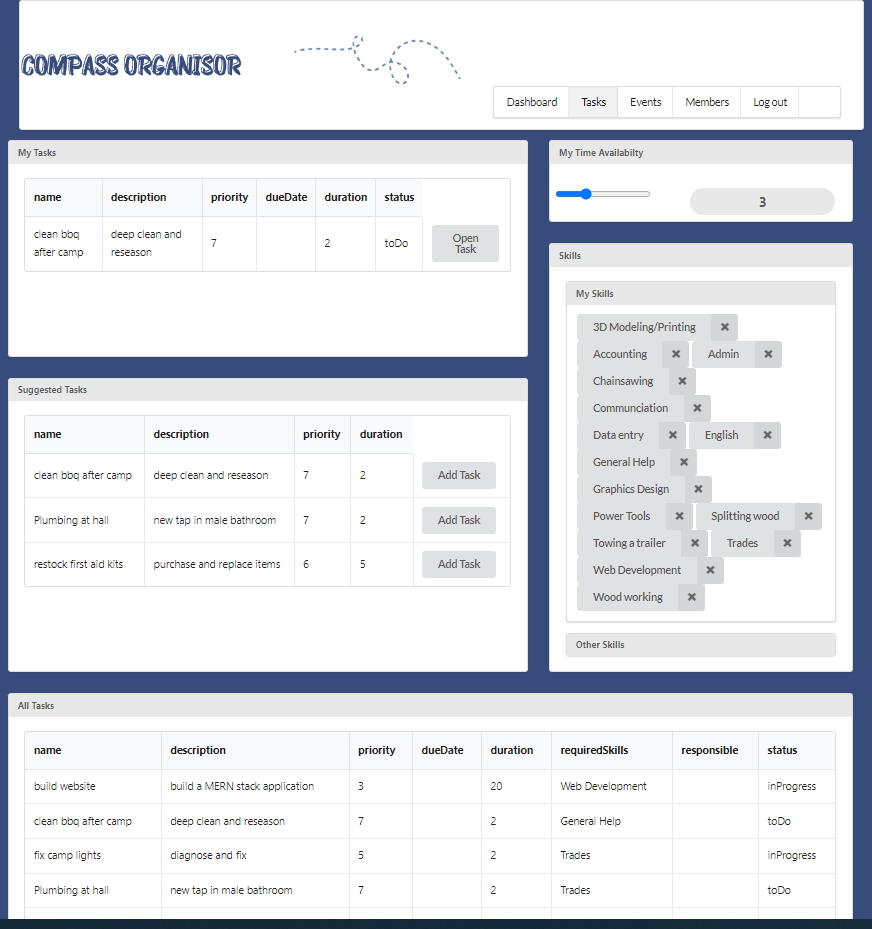 COMPASS ORGANISOR
Dashboard Tasks Events Members Log out
My Tasks
name description priority dueDate duration status
clean bbq after camp deep clean and reseason 7 2 toDo Open Task
My Time Availabilty
3
Suggested Tasks
name description priority duration
clean bbq after camp deep clean and reseason 7 2 Add Task
Plumbing at hall new tap in male bathroom 7 2 Add Task
restock first aid kits purchase and replace items 6 5 Add Task
Skills
My Skills
3D Modeling/Printing ✖
Accounting ✖ Admin ✖
Chainsawing ✖
Communciation ✖
Data entry ✖ English ✖
General Help ✖
Graphics Design ✖
Power Tools ✖ Splitting wood ✖
Towing a trailer ✖ Trades ✖
Web Development ✖
Wood working ✖
Other Skills
All Tasks
name description priority dueDate duration requiredSkills responsible status
build website build a MERN stack application 3 20 Web Development inProgress
clean bbq after camp deep clean and reseason 7 2 General Help toDo
fix camp lights diagnose and fix 5 2 Trades inProgress
Plumbing at hall new tap in male bathroom 7 2 Trades toDo